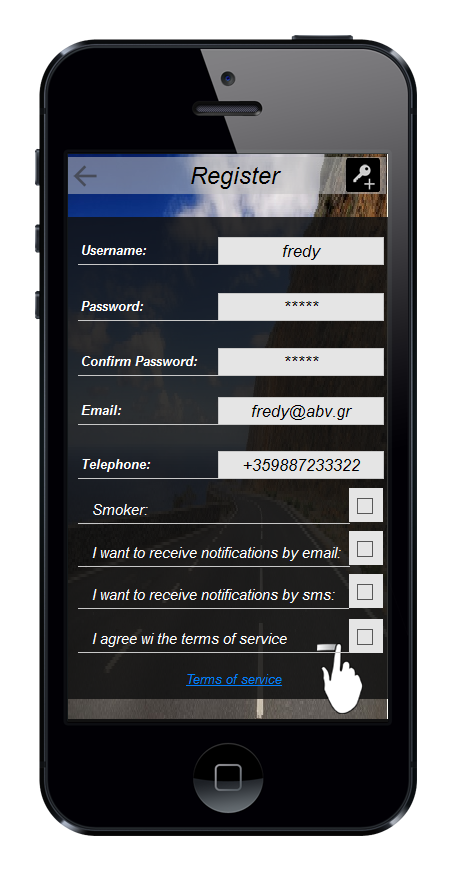 Register
Username: fredy
Password: *****
Confirm Password: *****
Email: fredy@abv.gr
Telephone: +359887233322
Smoker:
I want to receive notifications by email:
I want to receive notifications by sms:
I agree wi the terms of service
Terms of service